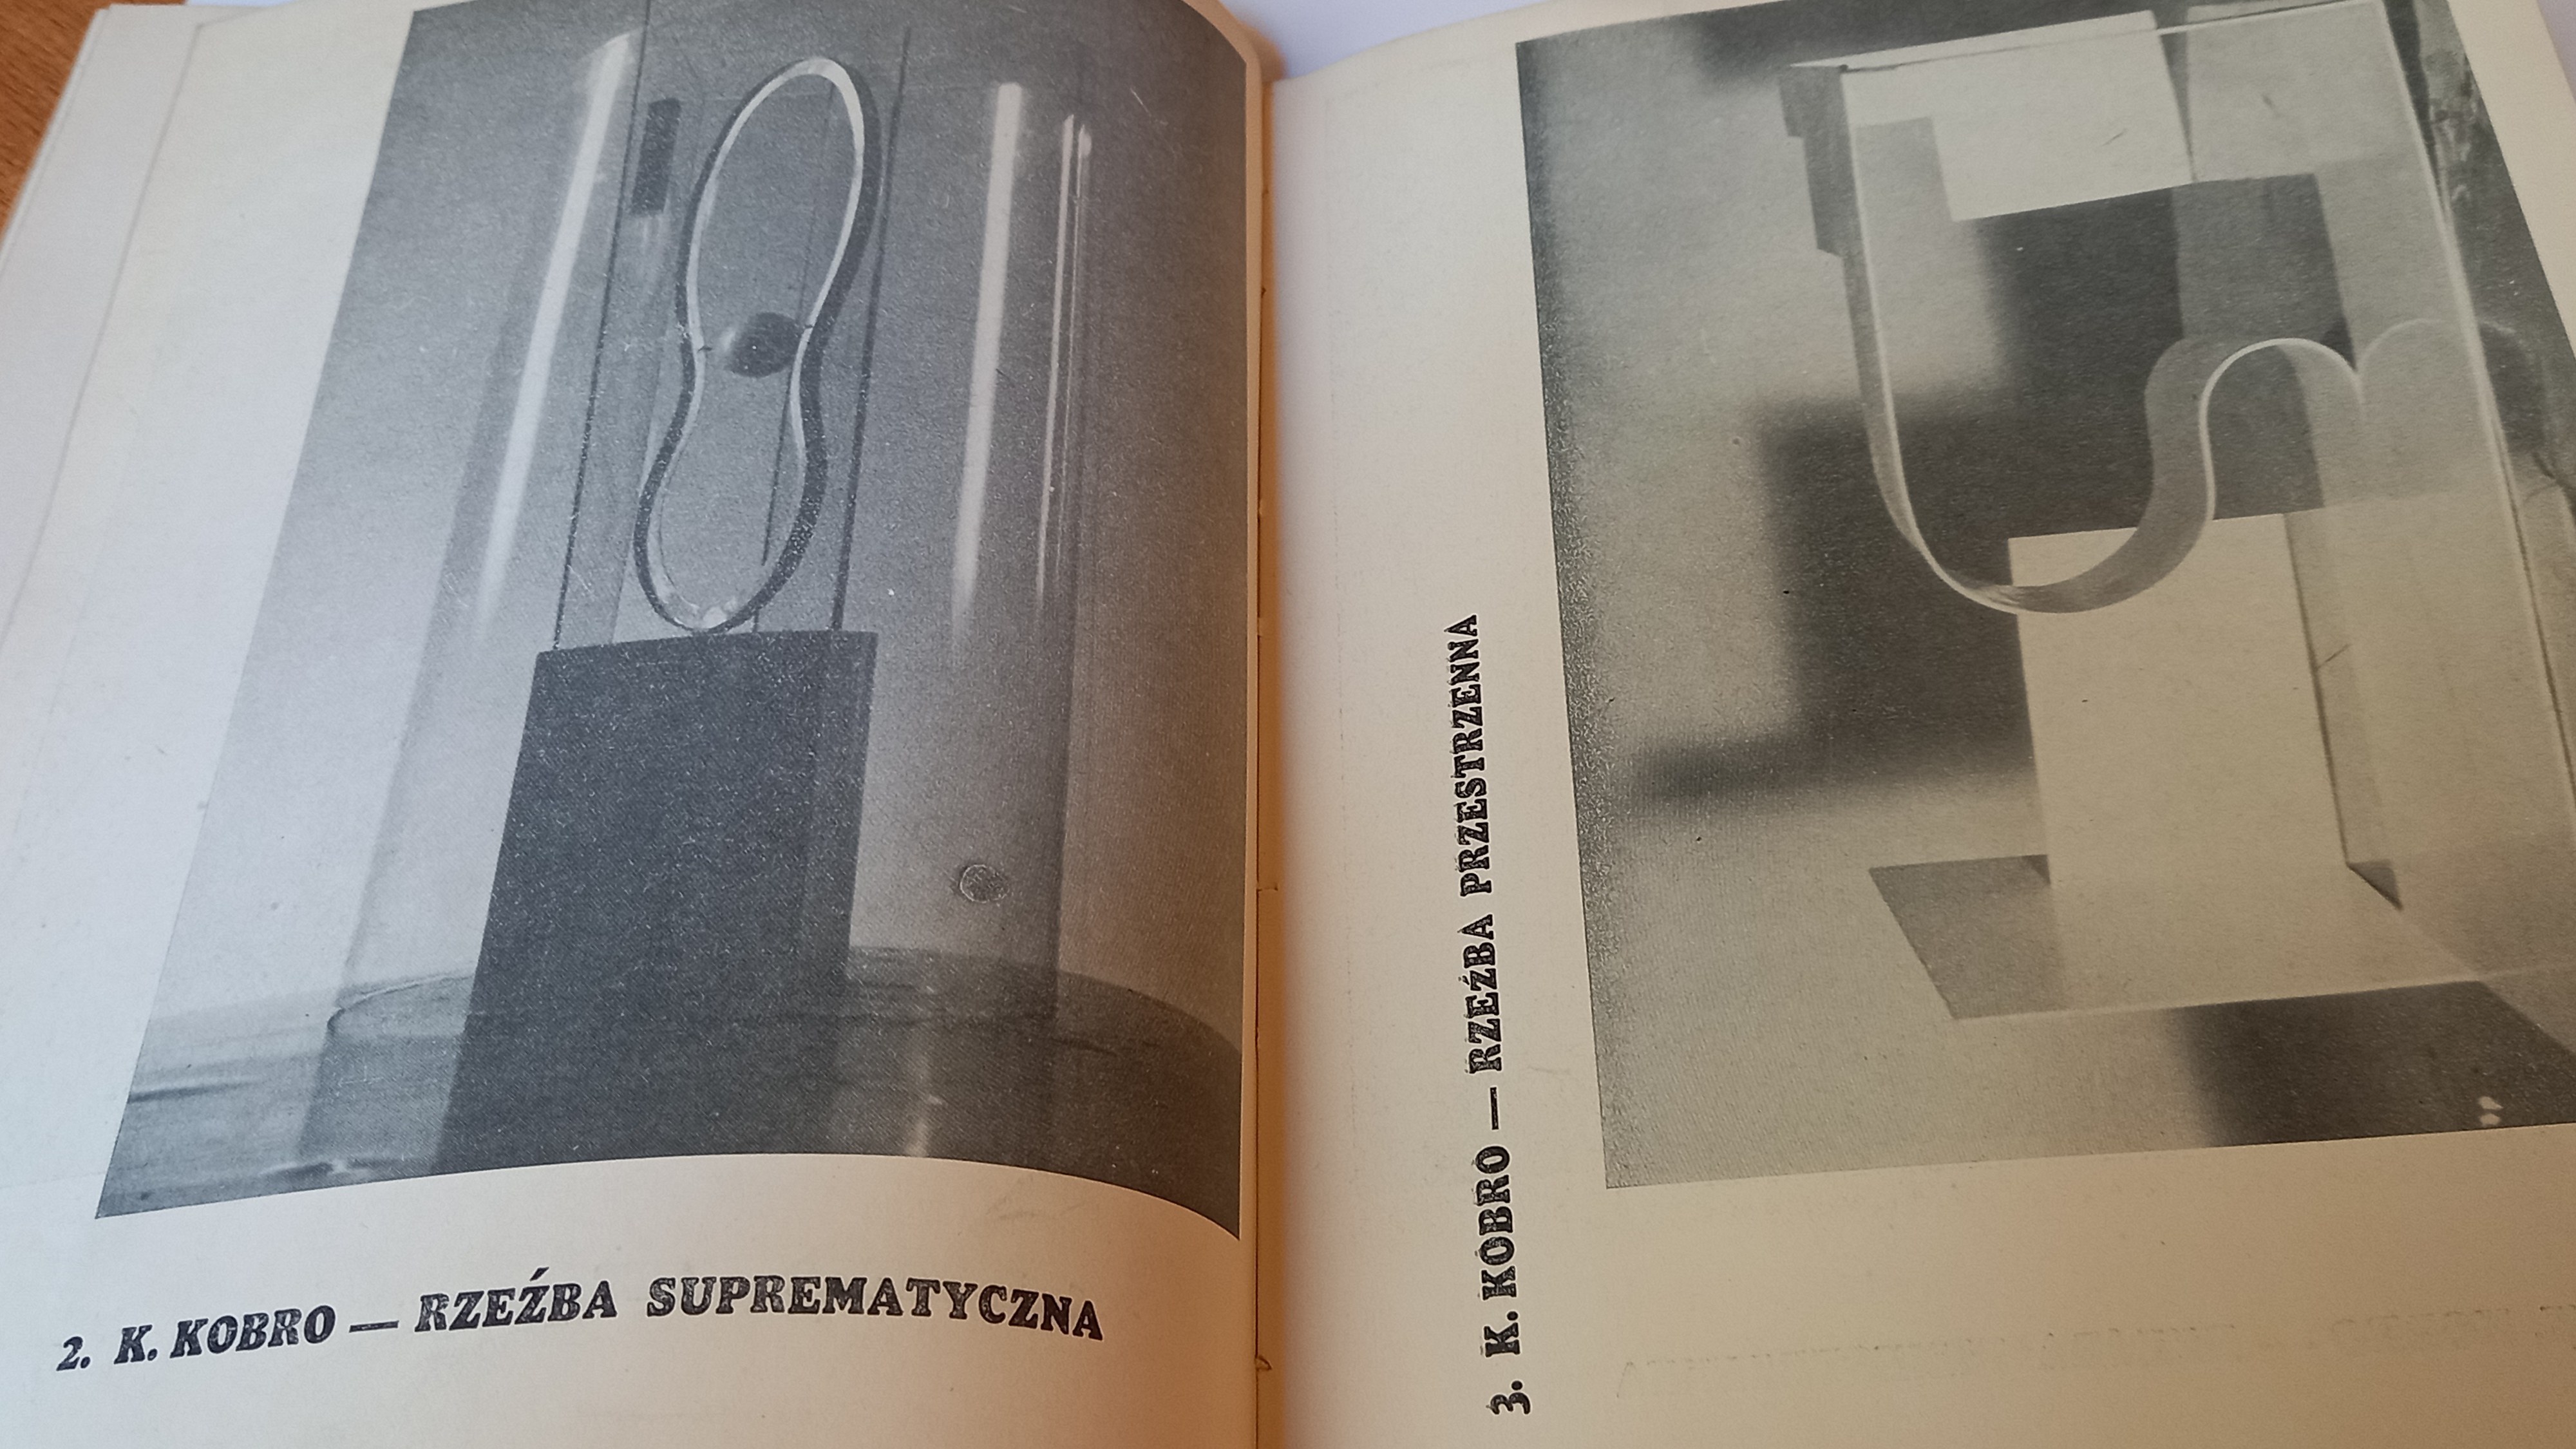 2. K. KOBRO — RZEŹBA SUPREMATYCZNA
3. K. KOBRO — RZEŹBA PRZESTRZENNA